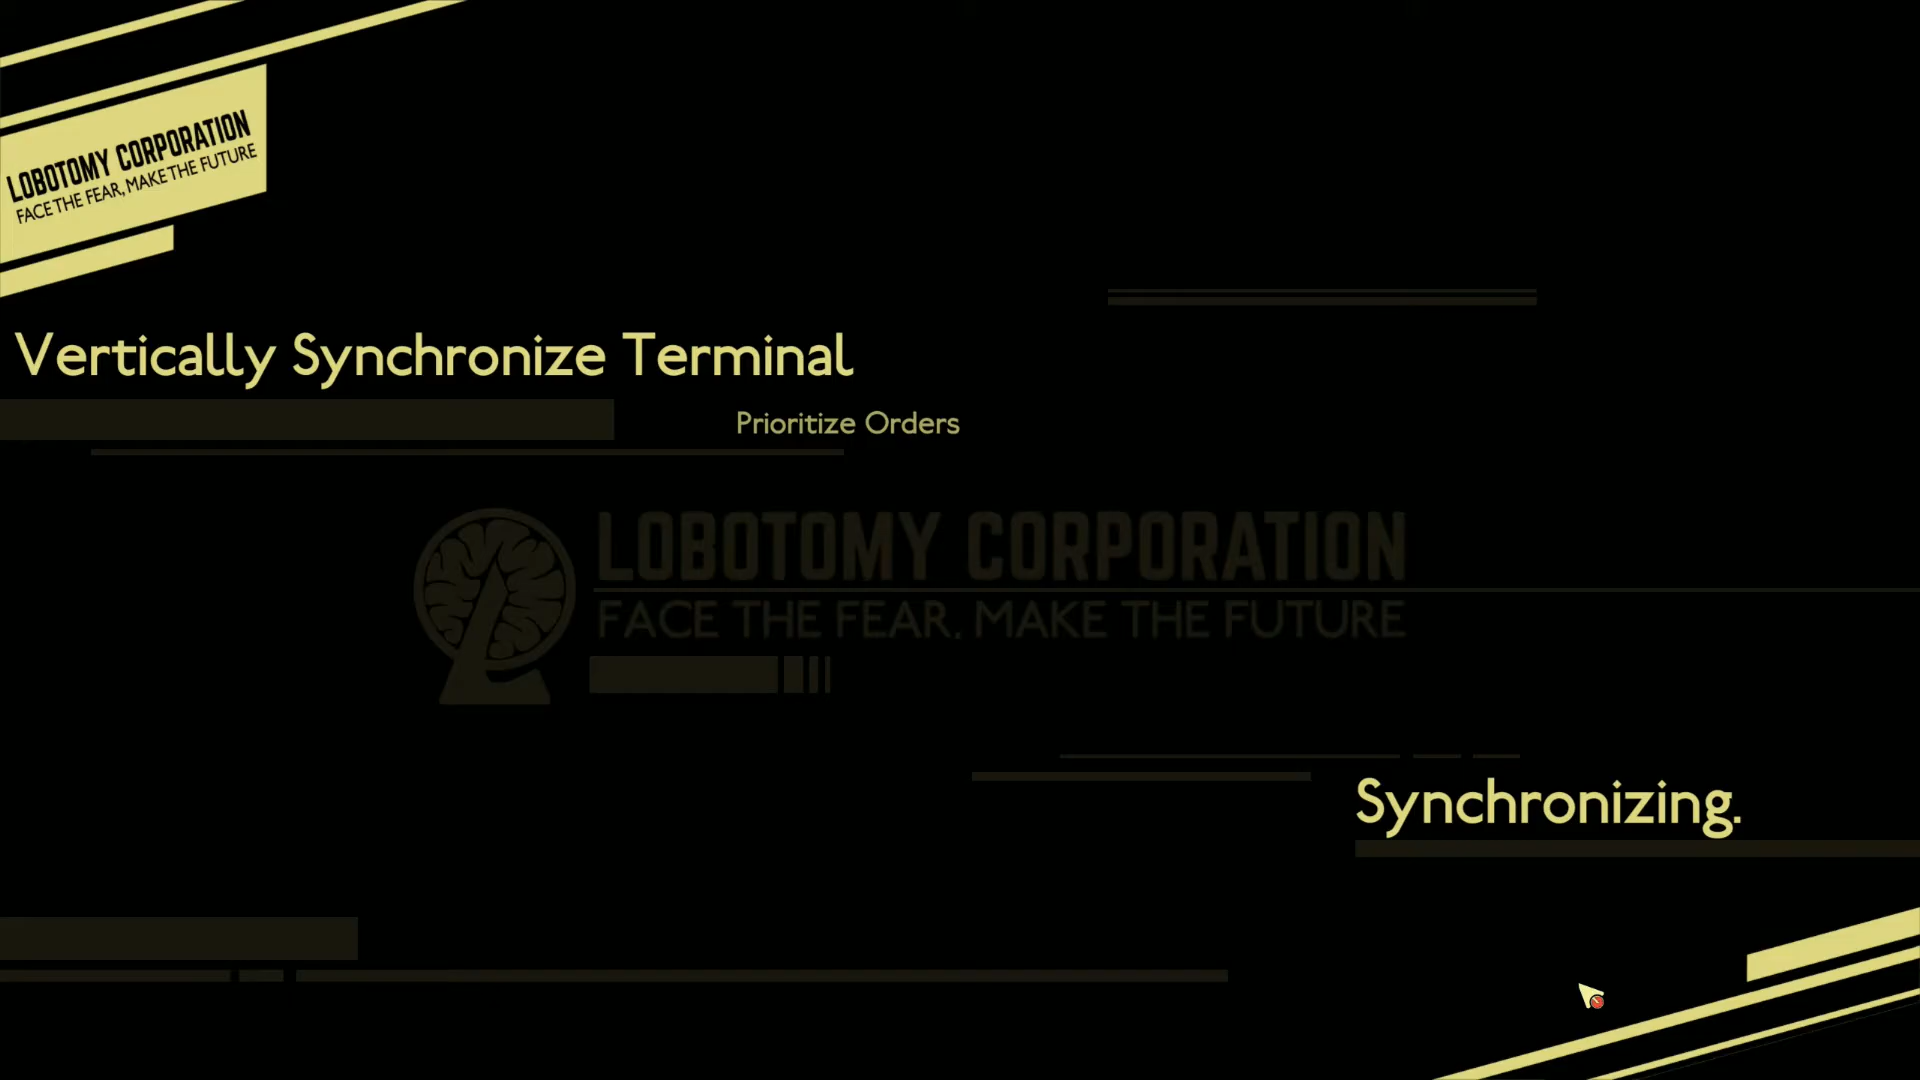 LOBOTOMY CORPORATION
FACE THE FEAR, MAKE THE FUTURE
Vertically Synchronize Terminal
Prioritize Orders
LOBOTOMY CORPORATION
FACE THE FEAR, MAKE THE FUTURE
Synchronizing.